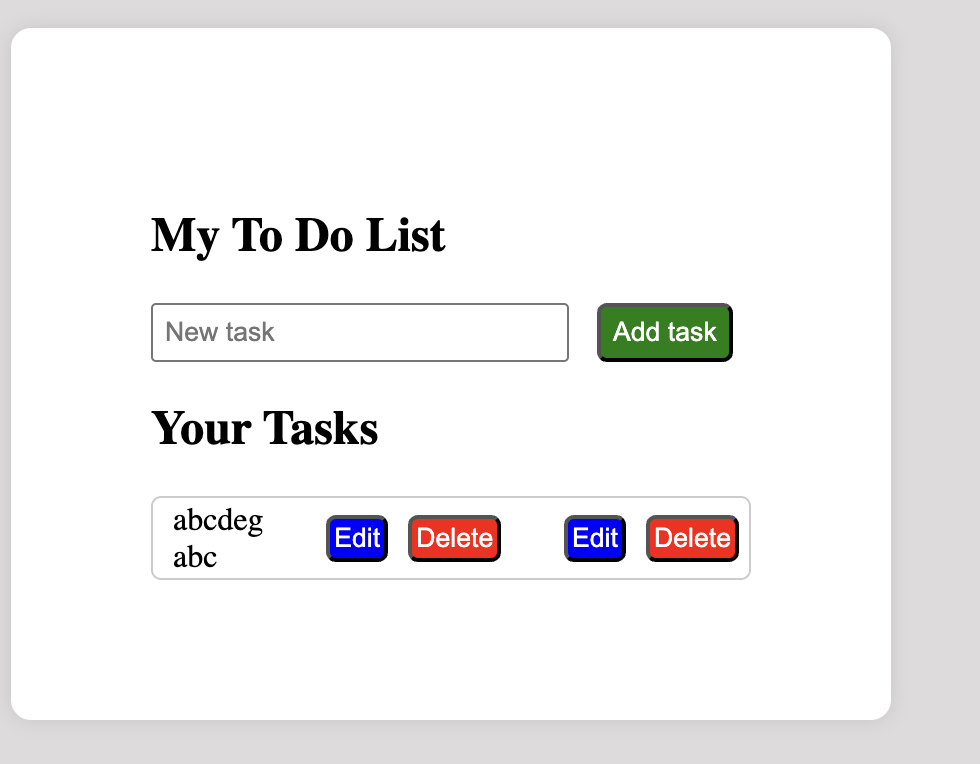 My To Do List
New task
Add task
Your Tasks
abcdeg
abc
Edit Delete Edit Delete